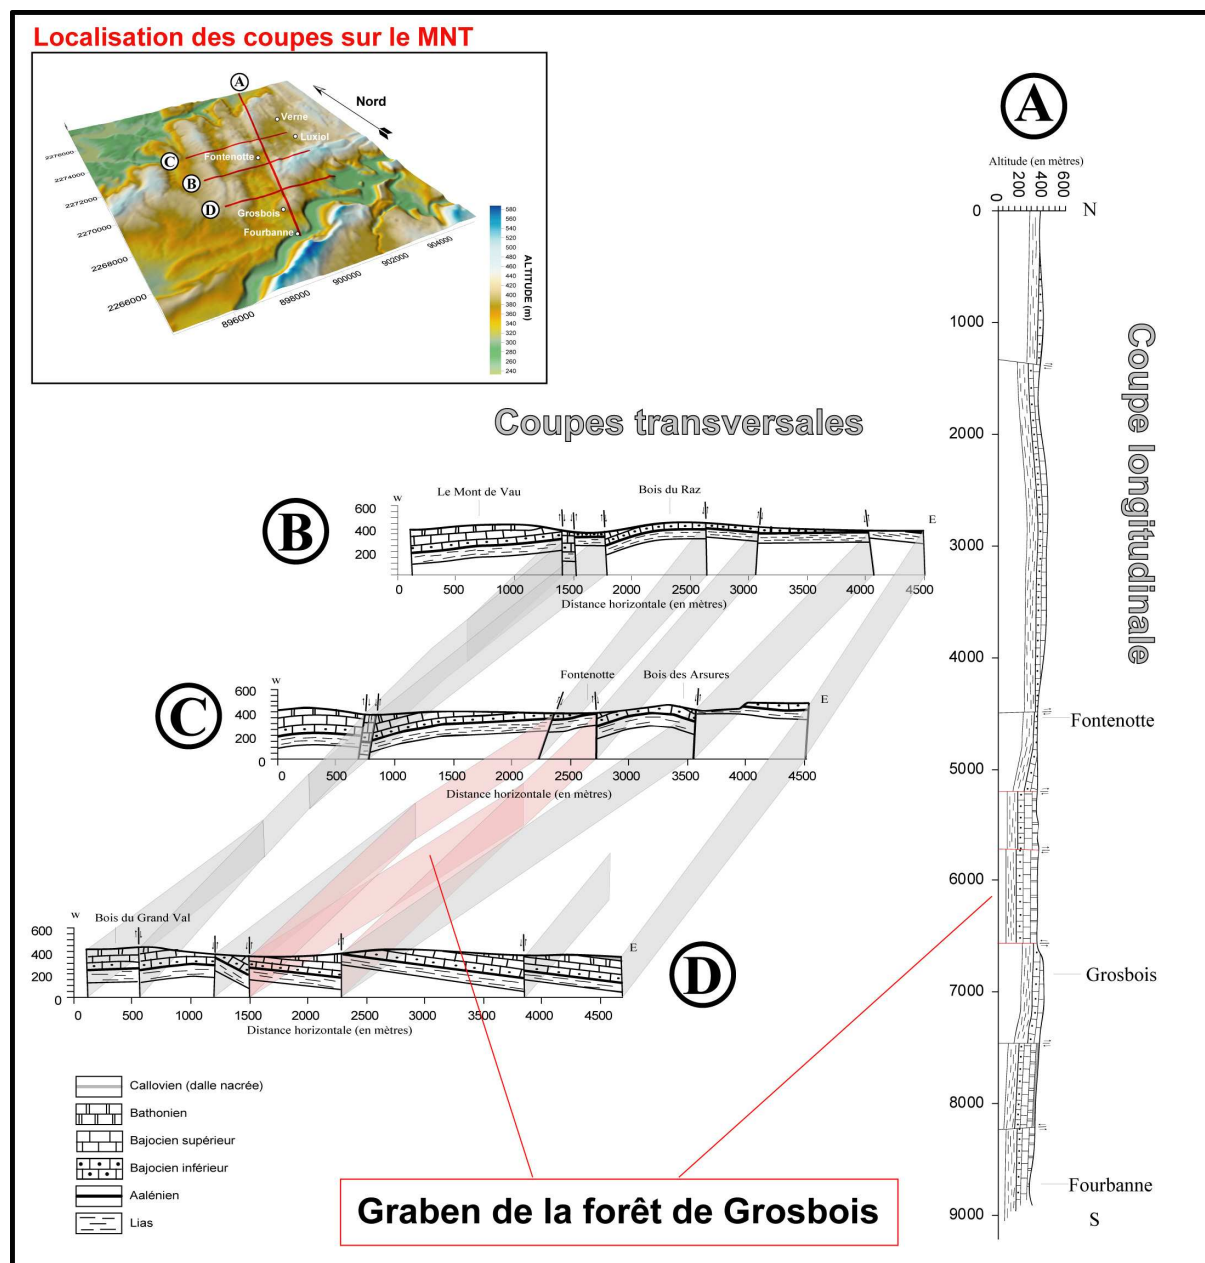 Localisation des coupes sur le MNT
A
Nord
Verne
Luxiol
C
Fontenotte
B
D
Grosbois
Fourbanne
2276000
2274000
2272000
2270000
2268000
2266000
896000
898000
900000
902000
904000
580
560
540
520
500
480
460
440
420
400
380
360
340
320
300
280
260
240
ALTITUDE (m)
A
Altitude (en mètres)
200
400
600
0
N
1000
2000
3000
4000
5000
6000
7000
8000
9000
S
Fontenotte
Grosbois
Fourbanne
Coupe longitudinale
Coupes transversales
B
Le Mont de Vau
Bois du Raz
W
E
600
400
200
0 500 1000 1500 2000 2500 3000 3500 4000 4500
Distance horizontale (en mètres)
C
Fontenotte
Bois des Arsures
W
E
600
400
200
0
0 500 1000 1500 2000 2500 3000 3500 4000 4500
Distance horizontale (en mètres)
W
Bois du Grand Val
E
600
400
200
0
D
0 500 1000 1500 2000 2500 3000 3500 4000 4500
Distance horizontale (en mètres)
Callovien (dalle nacrée)
Bathonien
Bajocien supérieur
Bajocien inférieur
Aalénien
Lias
Graben de la forêt de Grosbois